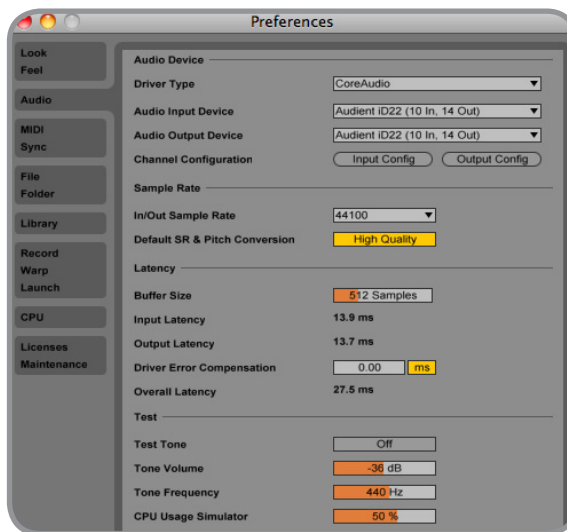 Preferences
Look
Feel
Audio
MIDI
Sync
File
Folder
Library
Record
Warp
Launch
CPU
Licenses
Maintenance
Audio Device
Driver Type CoreAudio
Audio Input Device Audient iD22 (10 In, 14 Out)
Audio Output Device Audient iD22 (10 In, 14 Out)
Channel Configuration Input Config Output Config
Sample Rate
In/Out Sample Rate 44100
Default SR & Pitch Conversion High Quality
Latency
Buffer Size 512 Samples
Input Latency 13.9 ms
Output Latency 13.7 ms
Driver Error Compensation 0.00 ms
Overall Latency 27.5 ms
Test
Test Tone Off
Tone Volume -36 dB
Tone Frequency 440 Hz
CPU Usage Simulator 50 %